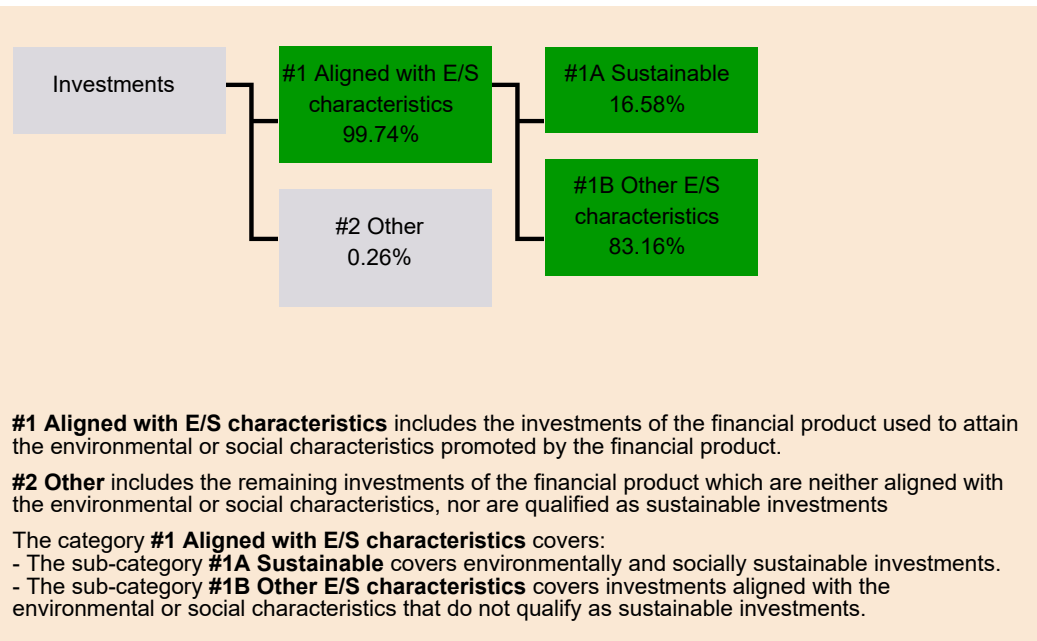 Investments
#1 Aligned with E/S
characteristics
99.74%
#1A Sustainable
16.58%
#1B Other E/S
characteristics
83.16%
#2 Other
0.26%
#1 Aligned with E/S characteristics includes the investments of the financial product used to attain
the environmental or social characteristics promoted by the financial product.
#2 Other includes the remaining investments of the financial product which are neither aligned with
the environmental or social characteristics, nor are qualified as sustainable investments
The category #1 Aligned with E/S characteristics covers:
- The sub-category #1A Sustainable covers environmentally and socially sustainable investments.
- The sub-category #1B Other E/S characteristics covers investments aligned with the
environmental or social characteristics that do not qualify as sustainable investments.